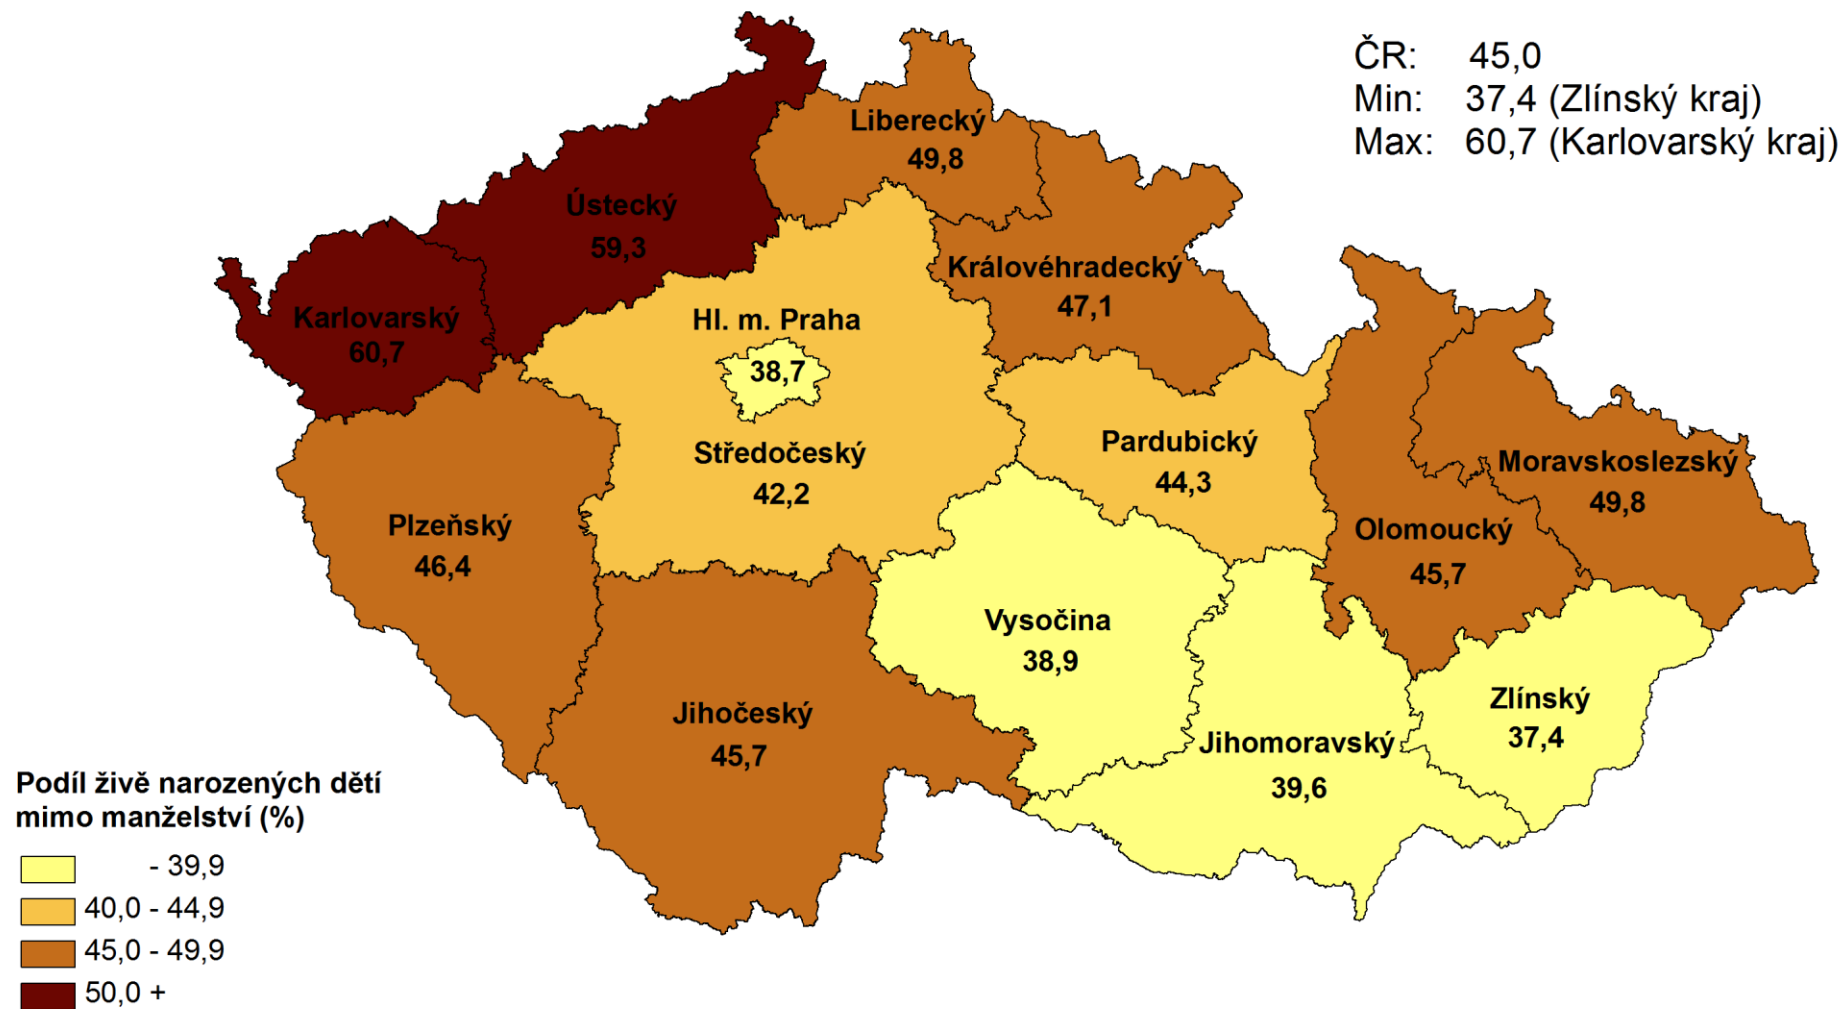 ČR: 45,0
Min: 37,4 (Zlínský kraj)
Max: 60,7 (Karlovarský kraj)
Liberecký
49,8
Ústecký
59,3
Královéhradecký
47,1
Karlovarský
60,7
Hl. m. Praha
38,7
Středočeský
42,2
Pardubický
44,3
Moravskoslezský
49,8
Plzeňský
46,4
Olomoucký
45,7
Vysočina
38,9
Zlínský
37,4
Jihočeský
45,7
Jihomoravský
39,6
Podíl živě narozených dětí
mimo manželství (%)
- 39,9
40,0 - 44,9
45,0 - 49,9
50,0 +